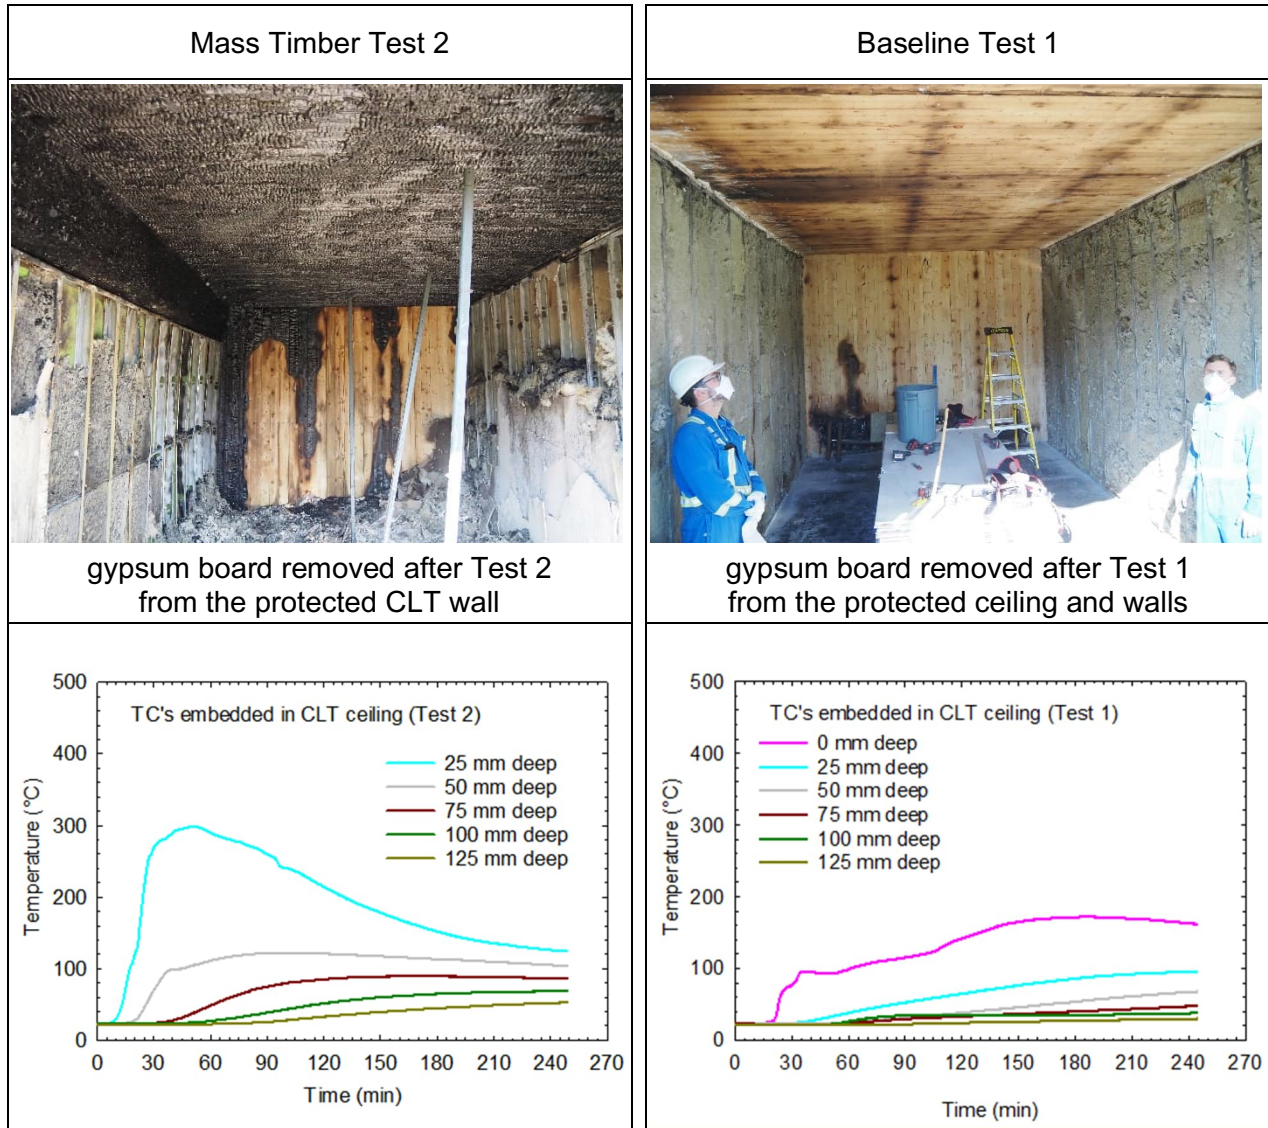 Mass Timber Test 2
Baseline Test 1
gypsum board removed after Test 2
from the protected CLT wall
gypsum board removed after Test 1
from the protected ceiling and walls
TC's embedded in CLT ceiling (Test 2)
25 mm deep
50 mm deep
75 mm deep
100 mm deep
125 mm deep
Temperature (°C)
500
400
300
200
100
0
0 30 60 90 120 150 180 210 240 270
Time (min)
TC's embedded in CLT ceiling (Test 1)
0 mm deep
25 mm deep
50 mm deep
75 mm deep
100 mm deep
125 mm deep
Temperature (°C)
500
400
300
200
100
0
0 30 60 90 120 150 180 210 240 270
Time (min)